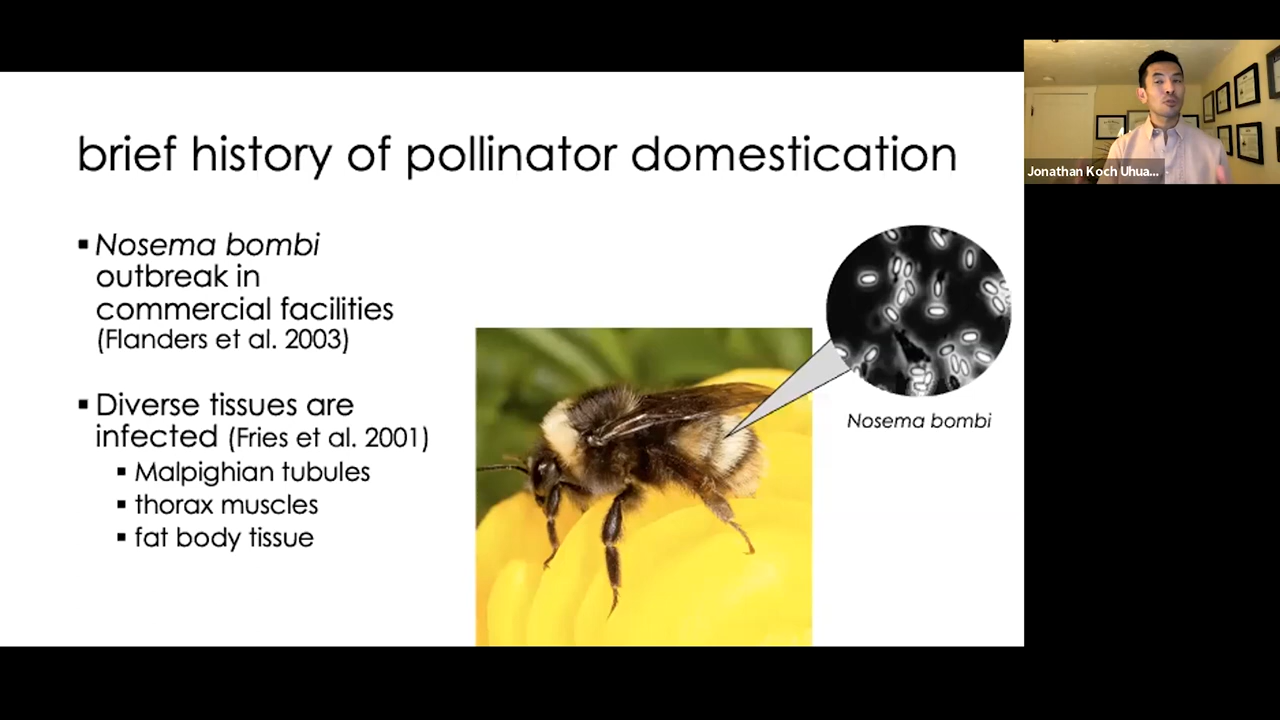 brief history of pollinator domestication
▪ Nosema bombi
outbreak in
commercial facilities
(Flanders et al. 2003)
▪ Diverse tissues are
infected (Fries et al. 2001)
▪ Malpighian tubules
▪ thorax muscles
▪ fat body tissue
Nosema bombi
Jonathan Koch Uhua...